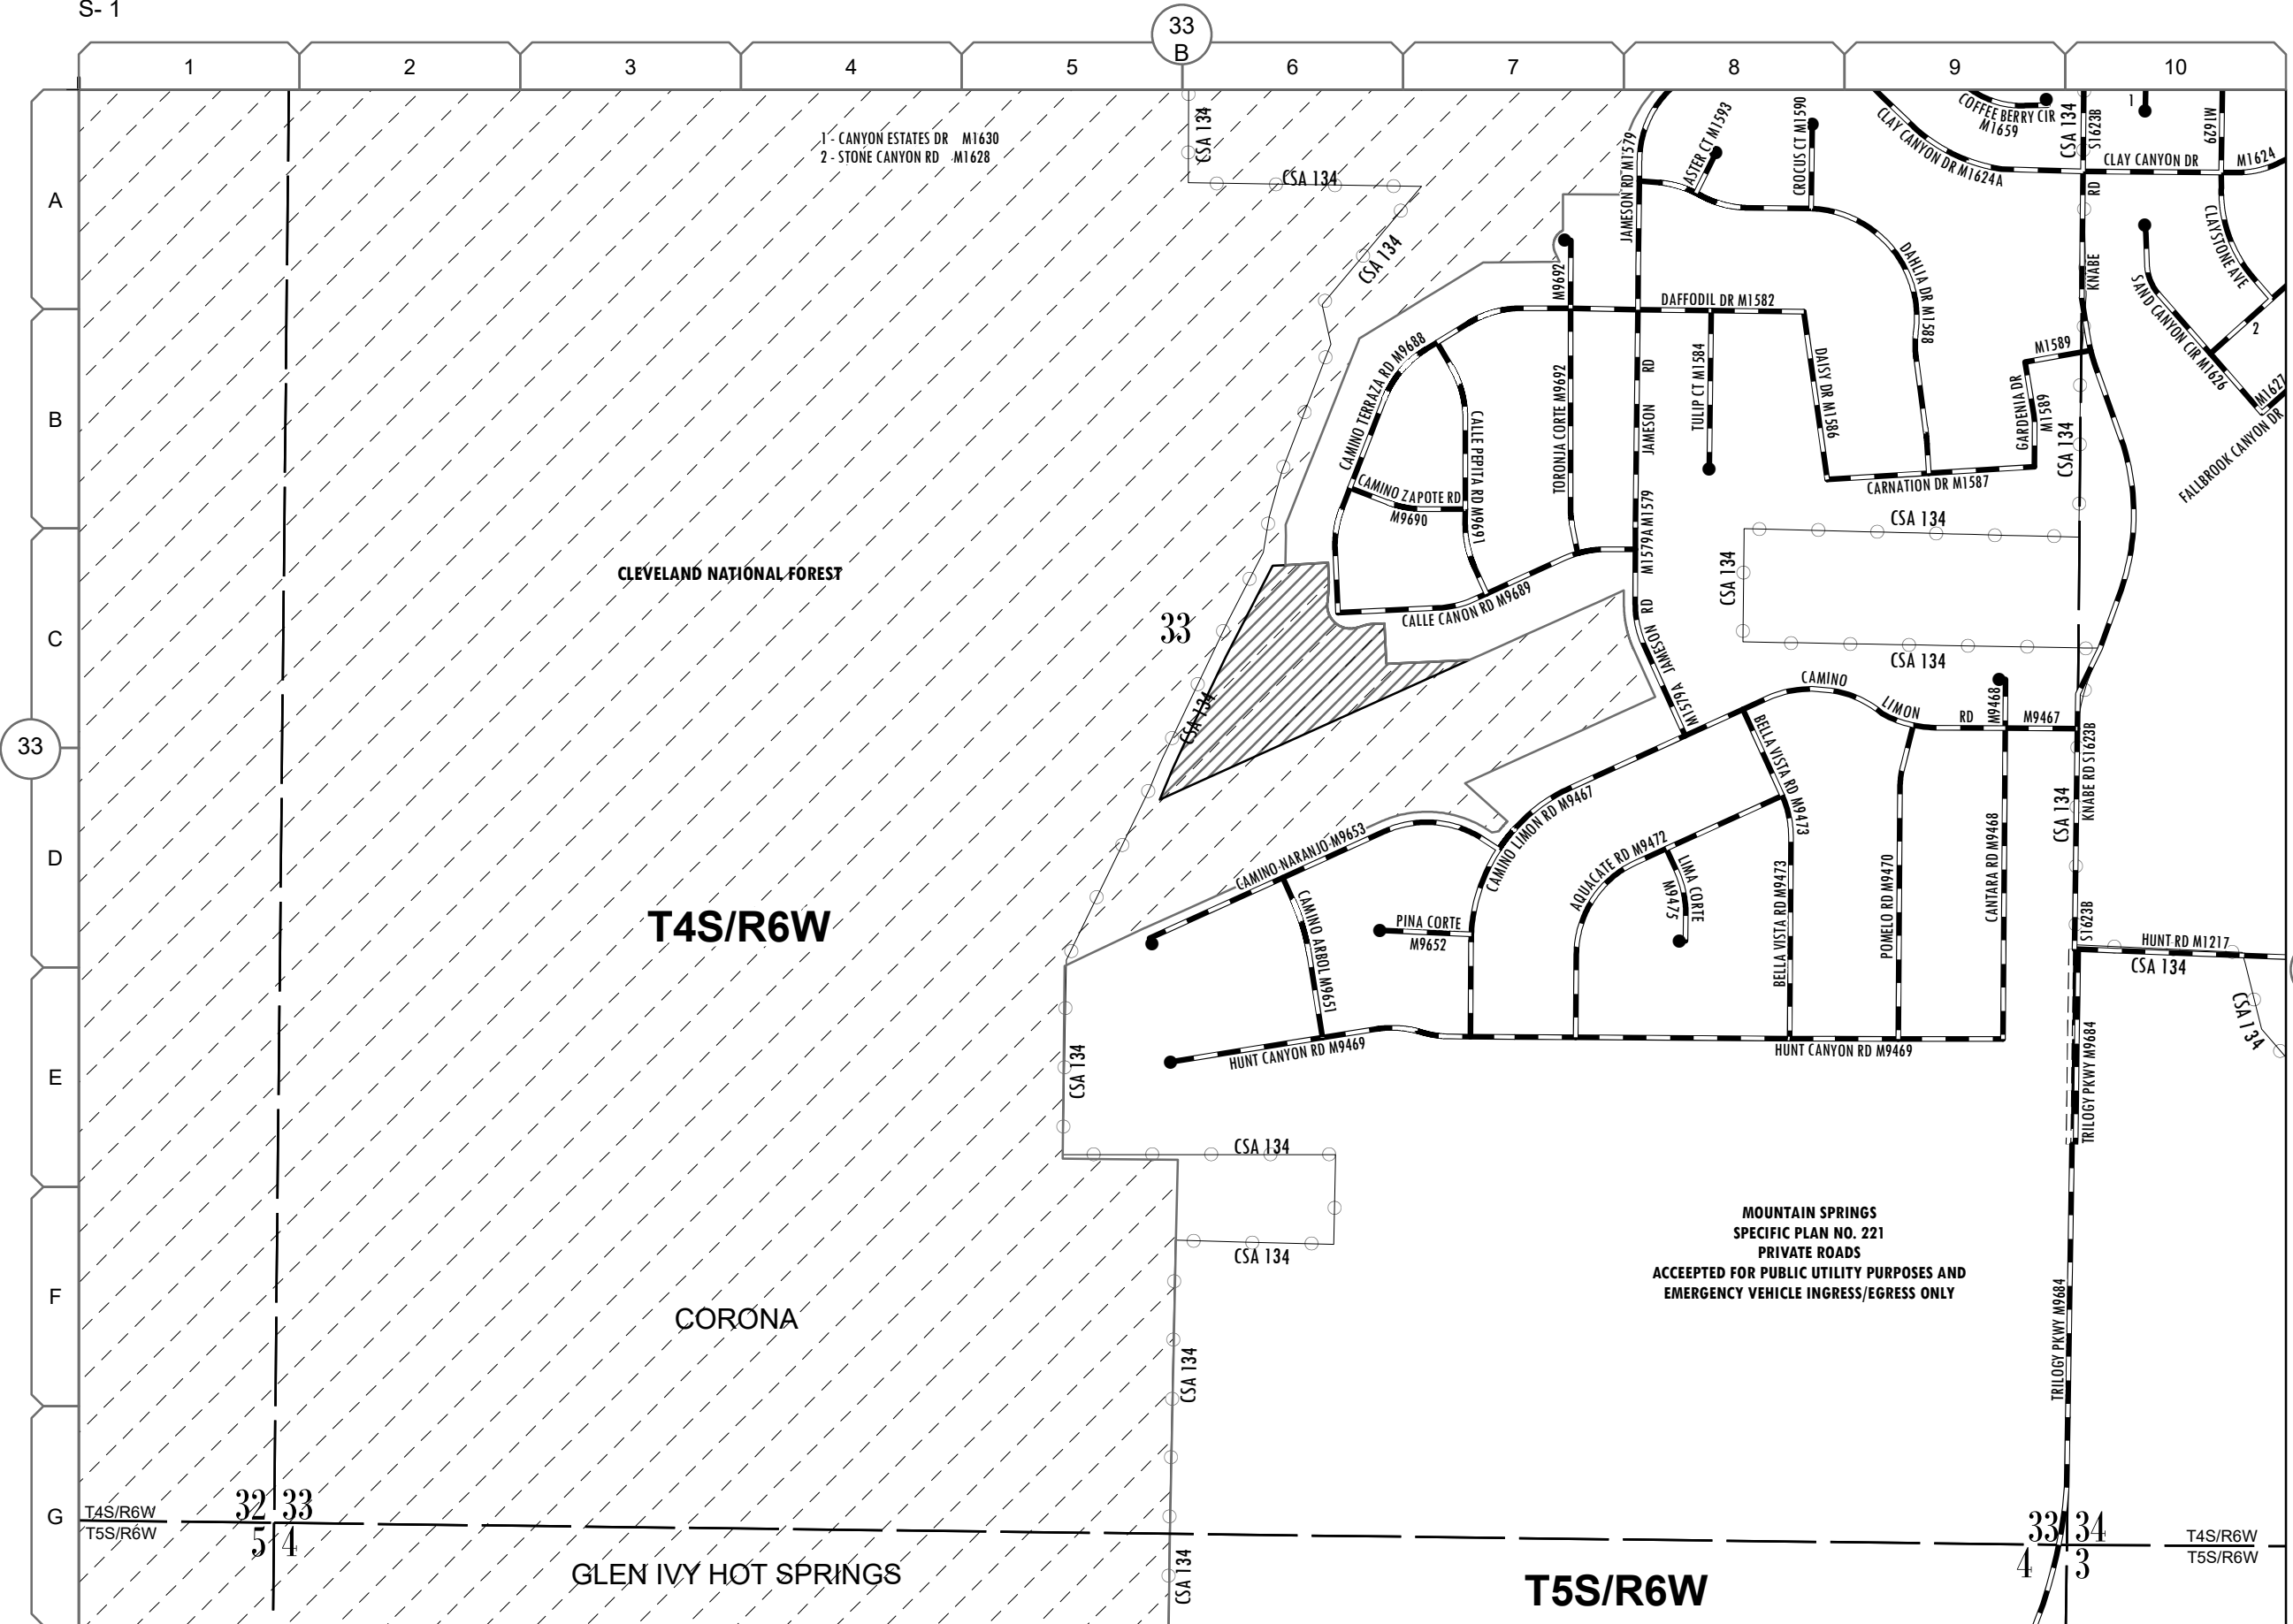 S- 1
33
B
1
2
3
4
5
6
7
8
9
10
A
B
C
D
E
F
G
33
1 - CANYON ESTATES DR M1630
2 - STONE CANYON RD M1628
CSA 134
CSA 134
CSA 134
JAMESON RD M1579
ASTER CT M1593
CROCUS CT M1590
CLAY CANYON DR M1624A
COFFEE BERRY CIR
M1659
CSA 134
S1623B
1
M1629
CLAY CANYON DR
M1624
RD
KNABE
CLAYSTONE AVE
SAND CANYON CIR M1626
2
M1627
FALLBROOK CANYON DR
M9692
DAFFODIL DR M1582
DAHLIA DR M1588
CAMINO TERRAZA RD M9688
CALLE PEPITA RD M9691
TORONJA CORTE M9692
RD
JAMESON
M1579A M1579
TULIP CT M1584
DAISY DR M1586
M1589
GARDENIA DR
M1589
CSA 134
CARNATION DR M1587
CAMINO ZAPOTE RD
M9690
CSA 134
CSA 134
CSA 134
CLEVELAND NATIONAL FOREST
33
CALLE CANON RD M9689
RD
JAMESON
M1579A
CSA 134
CAMINO
LIMON
RD
M9468
M9467
BELLA VISTA RD M9473
KNABE RD S1623B
CSA 134
CAMINO NARANJO M9653
CAMINO LIMON RD M9467
AQUACATE RD M9472
LIMA CORTE
M9475
BELLA VISTA RD M9473
POMELO RD M9470
CANTARA RD M9468
S1623B
T4S/R6W
CAMINO ARBOL M9651
PINA CORTE
M9652
HUNT RD M1217
CSA 134
CSA 134
HUNT CANYON RD M9469
HUNT CANYON RD M9469
CSA 134
TRILOGY PKWY M9684
CSA 134
CSA 134
MOUNTAIN SPRINGS
SPECIFIC PLAN NO. 221
PRIVATE ROADS
ACCEEPTED FOR PUBLIC UTILITY PURPOSES AND
EMERGENCY VEHICLE INGRESS/EGRESS ONLY
CORONA
CSA 134
TRILOGY PKWY M9684
T4S/R6W
T5S/R6W
32
33
5
4
33
34
4
3
T4S/R6W
T5S/R6W
GLEN IVY HOT SPRINGS
CSA 134
T5S/R6W